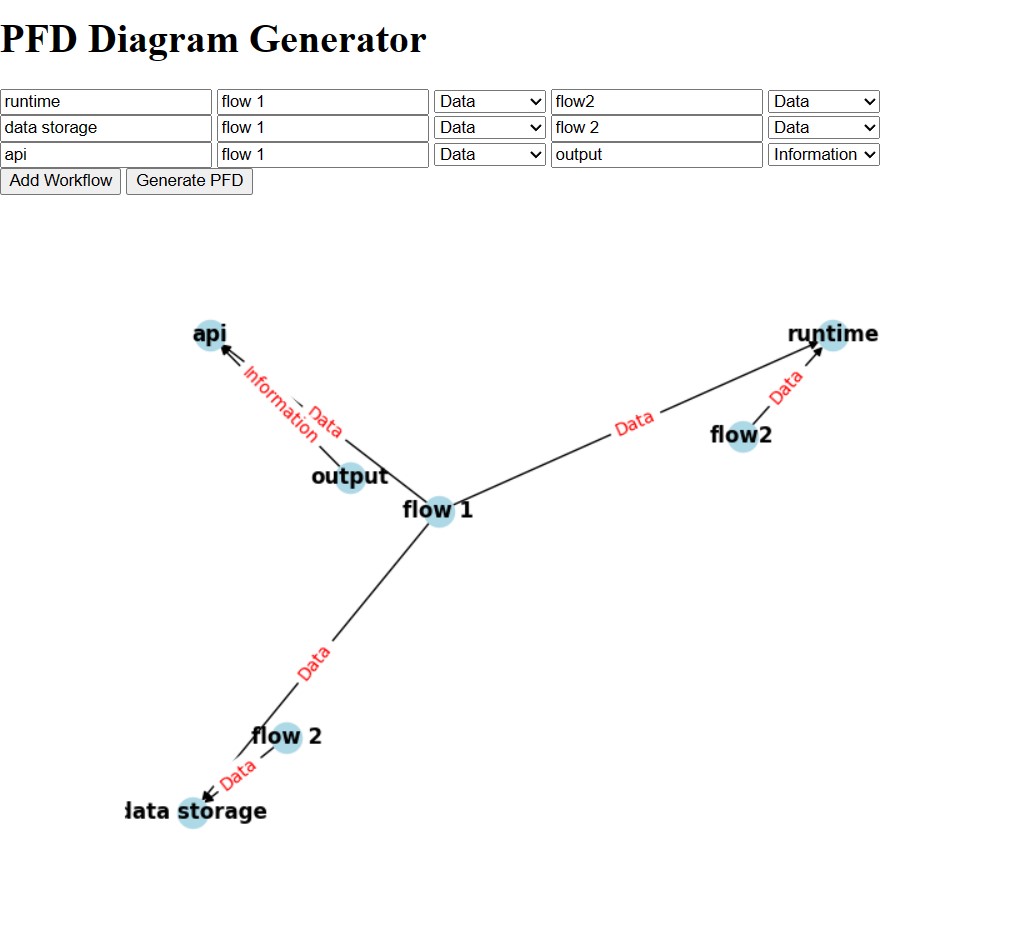 PFD Diagram Generator
runtime flow 1 Data flow2 Data
data storage flow 1 Data flow 2 Data
api flow 1 Data output Information
Add Workflow Generate PFD
api
runtime
Information
Data
Data
Data
flow2
output
flow 1
Data
flow 2
Data
data storage